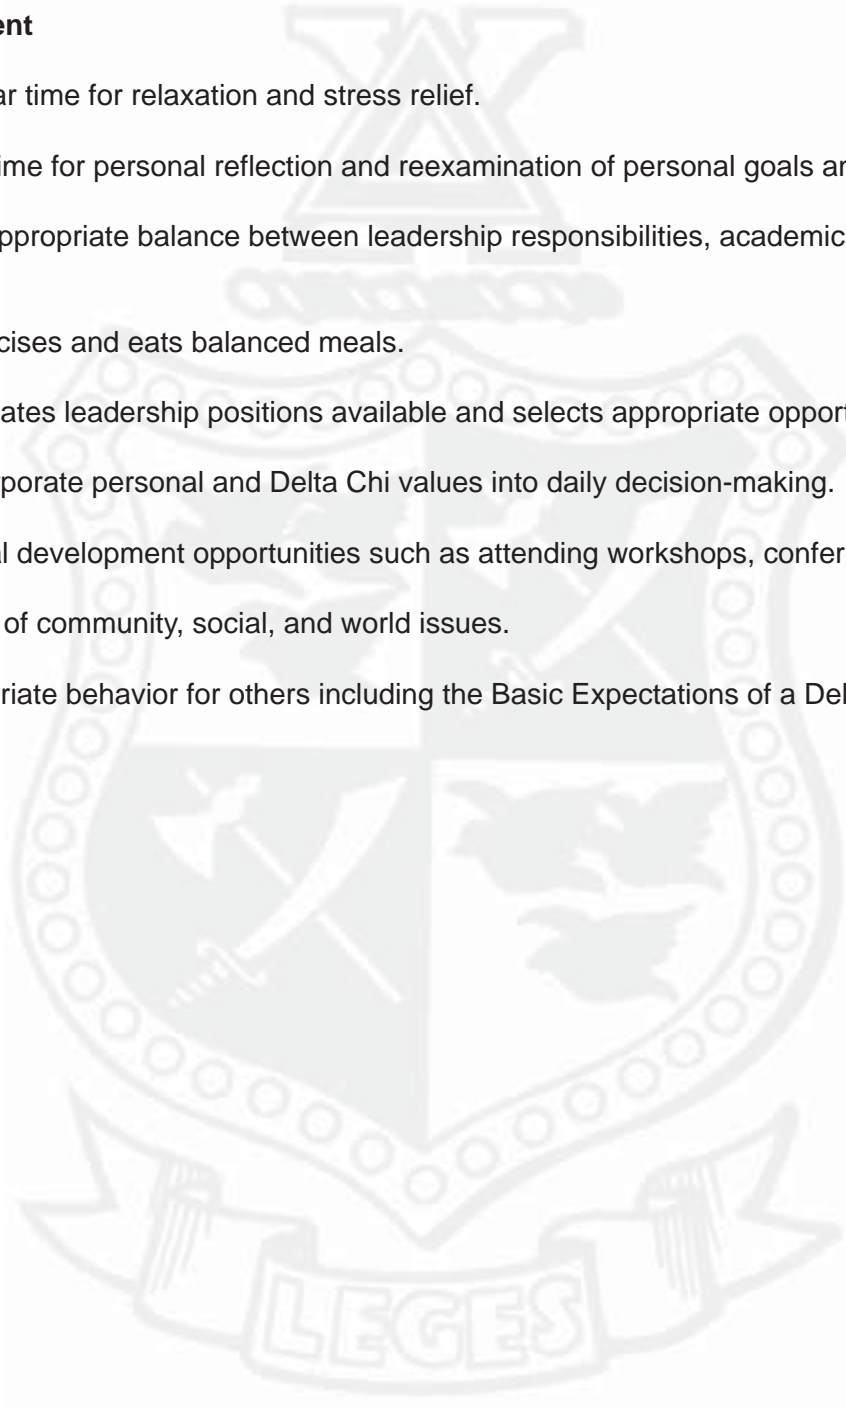 ent
ar time for relaxation and stress relief.
ime for personal reflection and reexamination of personal goals an
ppropriate balance between leadership responsibilities, academic
cises and eats balanced meals.
ates leadership positions available and selects appropriate opport
rporate personal and Delta Chi values into daily decision-making.
al development opportunities such as attending workshops, confer
of community, social, and world issues.
riate behavior for others including the Basic Expectations of a Del
LEGES